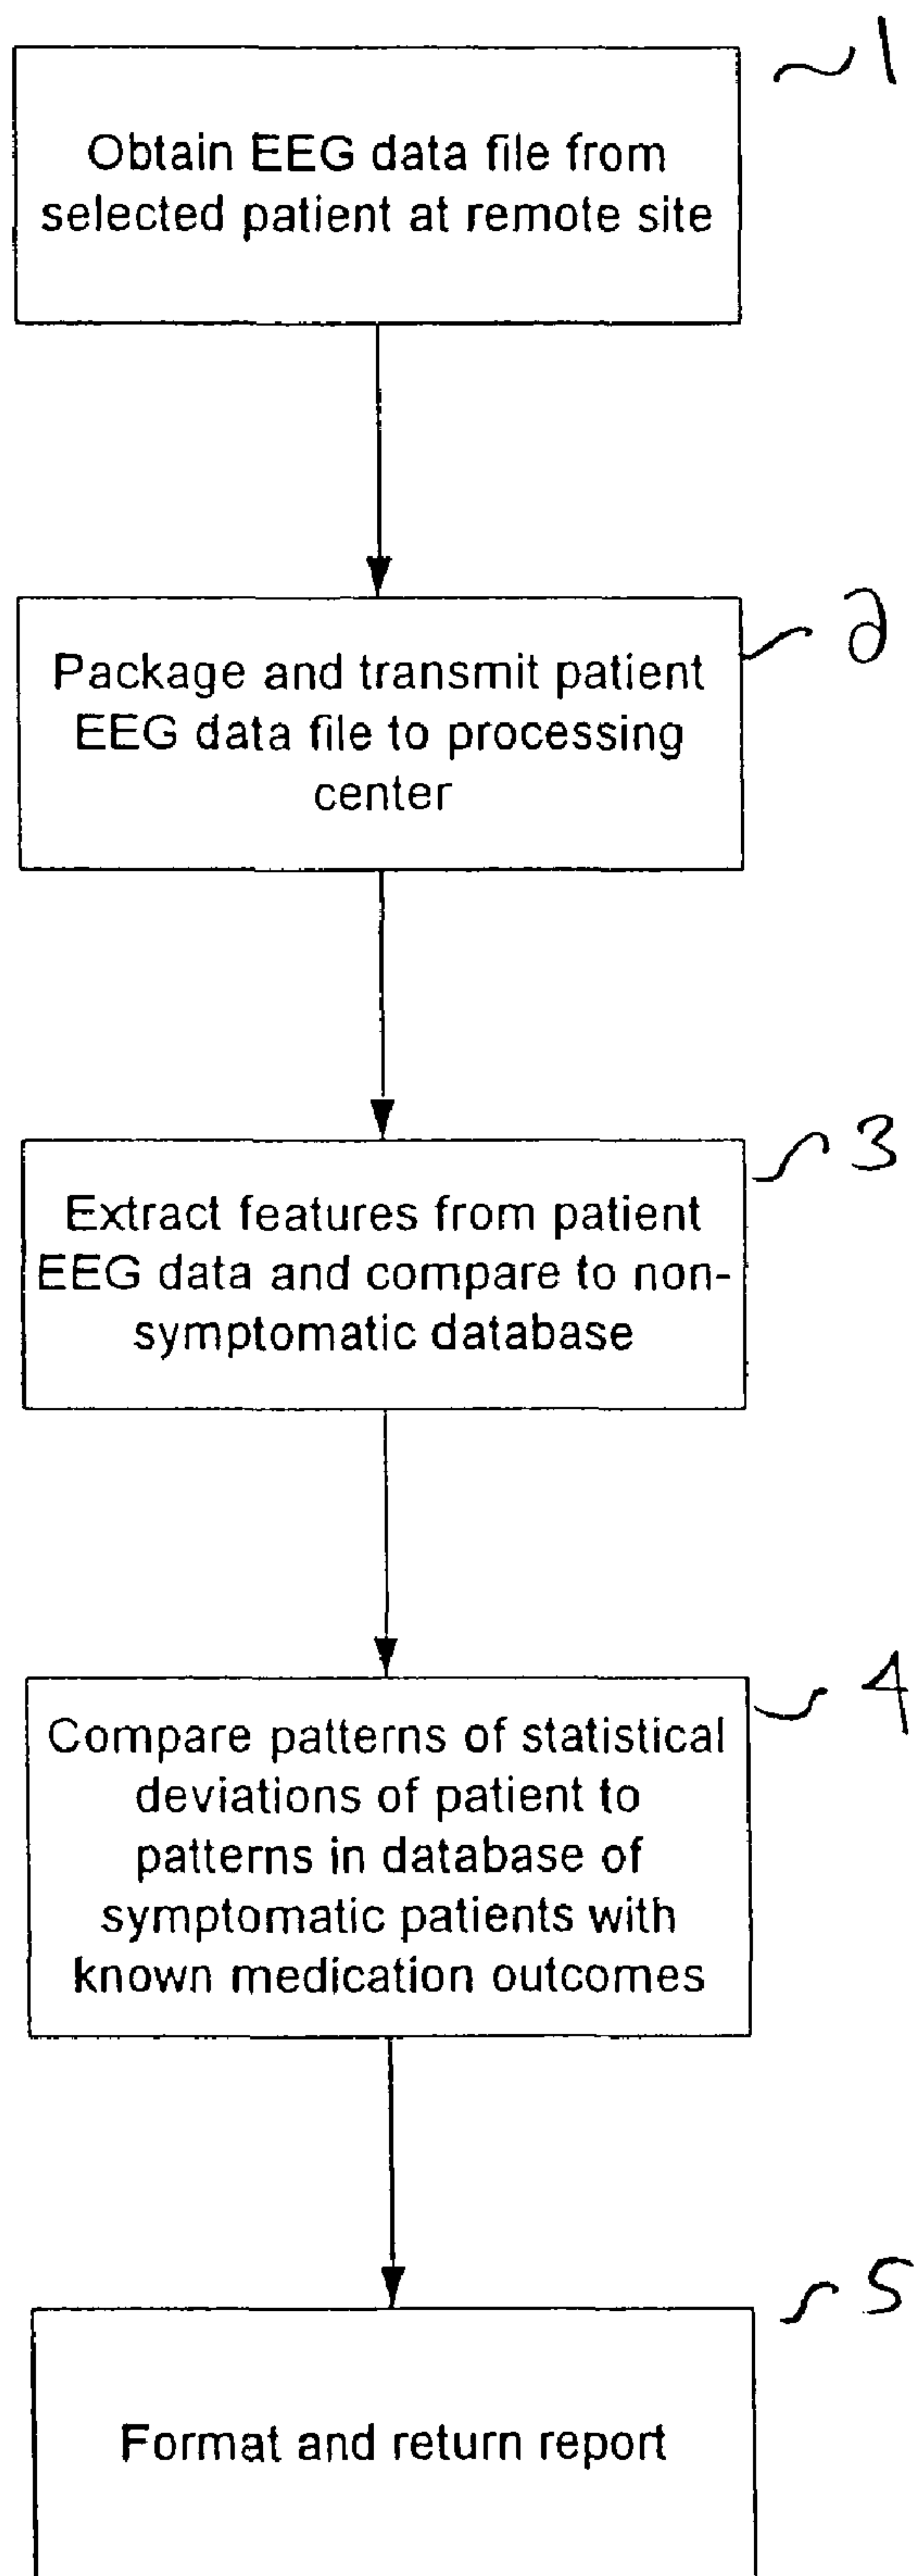 1
Obtain EEG data file from
selected patient at remote site
2
Package and transmit patient
EEG data file to processing
center
3
Extract features from patient
EEG data and compare to non-
symptomatic database
4
Compare patterns of statistical
deviations of patient to
patterns in database of
symptomatic patients with
known medication outcomes
5
Format and return report